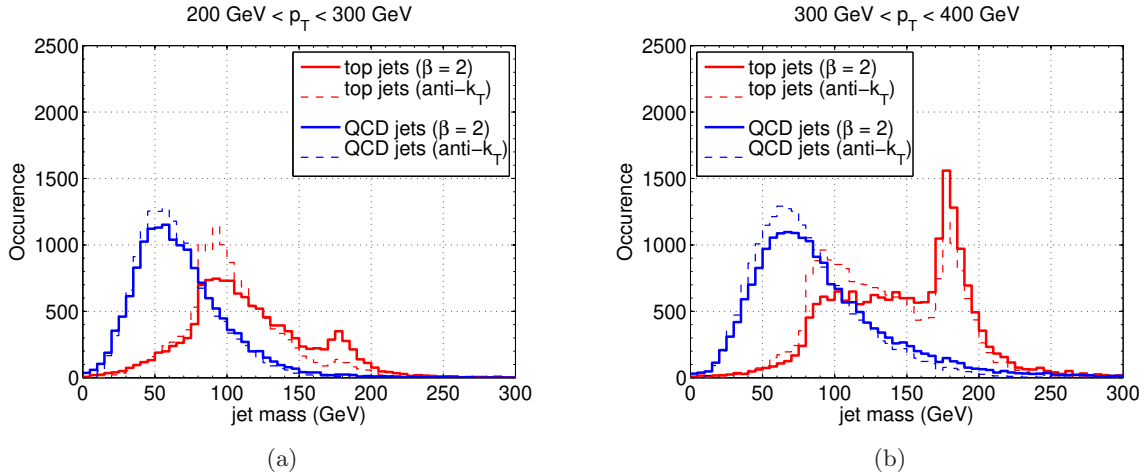 200 GeV < p_T < 300 GeV
2500
2000
1500
1000
500
0
Occurence
top jets (β = 2)
top jets (anti−k_T)
QCD jets (β = 2)
QCD jets (anti−k_T)
0 50 100 150 200 250 300
jet mass (GeV)
(a)
300 GeV < p_T < 400 GeV
2500
2000
1500
1000
500
0
Occurence
top jets (β = 2)
top jets (anti−k_T)
QCD jets (β = 2)
QCD jets (anti−k_T)
0 50 100 150 200 250 300
jet mass (GeV)
(b)